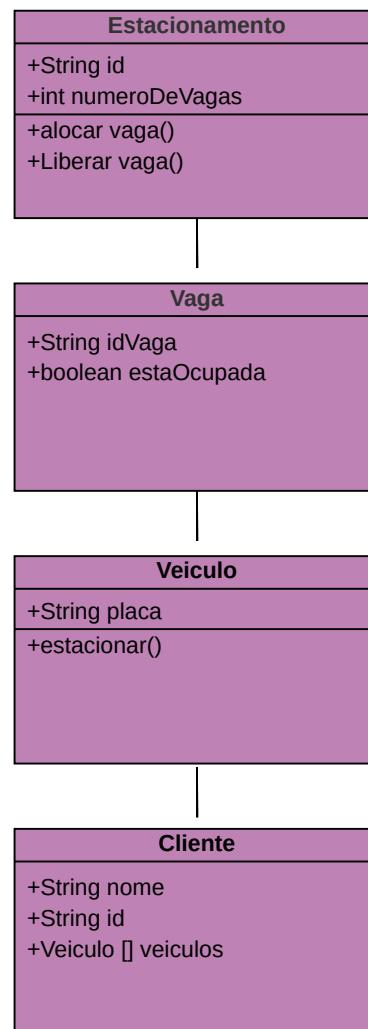 Estacionamento
+String id
+int numeroDeVagas
+alocar vaga()
+Liberar vaga()
Vaga
+String idVaga
+boolean estaOcupada
Veiculo
+String placa
+estacionar()
Cliente
+String nome
+String id
+Veiculo [] veiculos